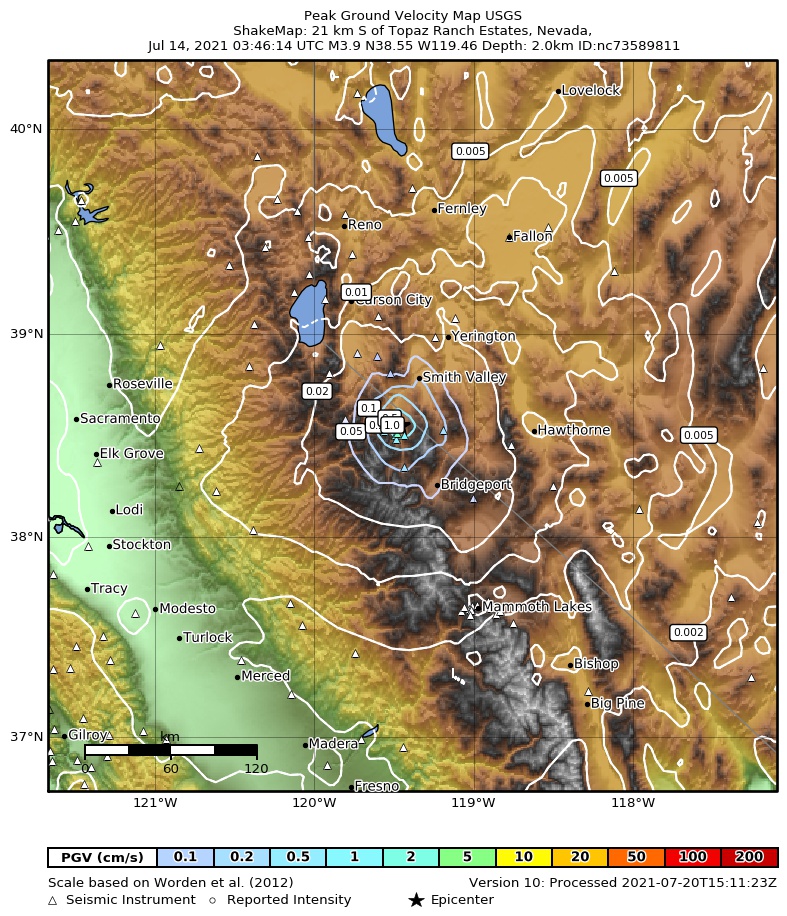 Peak Ground Velocity Map USGS
ShakeMap: 21 km S of Topaz Ranch Estates, Nevada,
Jul 14, 2021 03:46:14 UTC M3.9 N38.55 W119.46 Depth: 2.0km ID:nc73589811
Lovelock
40°N
0.005
0.005
Fernley
Reno
Fallon
0.01
Carson City
39°N
Yerington
Smith Valley
Roseville
0.02
0.1
Sacramento
0.05
1.0
Hawthorne
0.005
Elk Grove
Bridgeport
Lodi
38°N
Stockton
Tracy
Modesto
Mammoth Lakes
0.002
Turlock
Bishop
Merced
Big Pine
37°N
Gilroy
km
Madera
0 60 120
Fresno
121°W 120°W 119°W 118°W
PGV (cm/s) 0.1 0.2 0.5 1 2 5 10 20 50 100 200
Scale based on Worden et al. (2012) Version 10: Processed 2021-07-20T15:11:23Z
△ Seismic Instrument ○ Reported Intensity ★ Epicenter